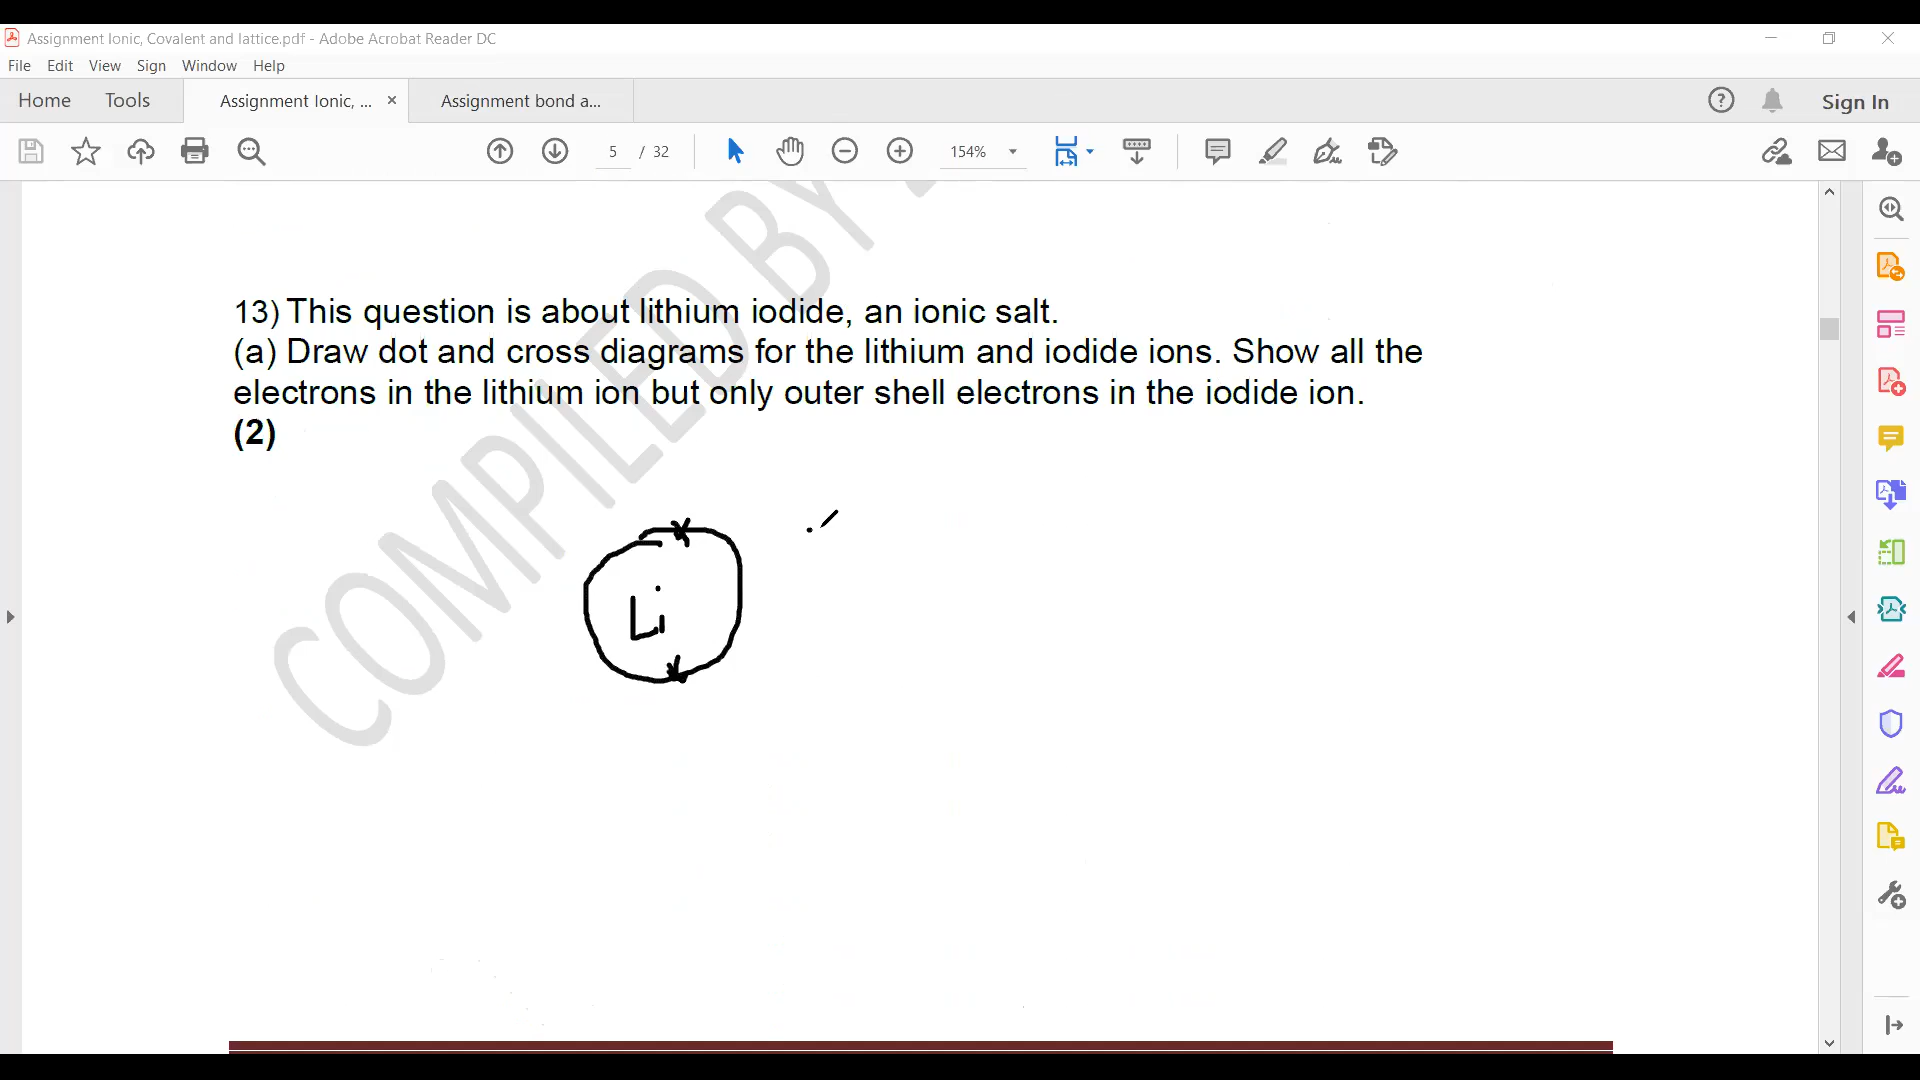 Assignment Ionic, Covalent and lattice.pdf - Adobe Acrobat Reader DC
File Edit View Sign Window Help
Home Tools Assignment Ionic, ... × Assignment bond a... Sign In
5 / 32 154%
COMPILED BY
13) This question is about lithium iodide, an ionic salt.
(a) Draw dot and cross diagrams for the lithium and iodide ions. Show all the
electrons in the lithium ion but only outer shell electrons in the iodide ion.
(2)
Li